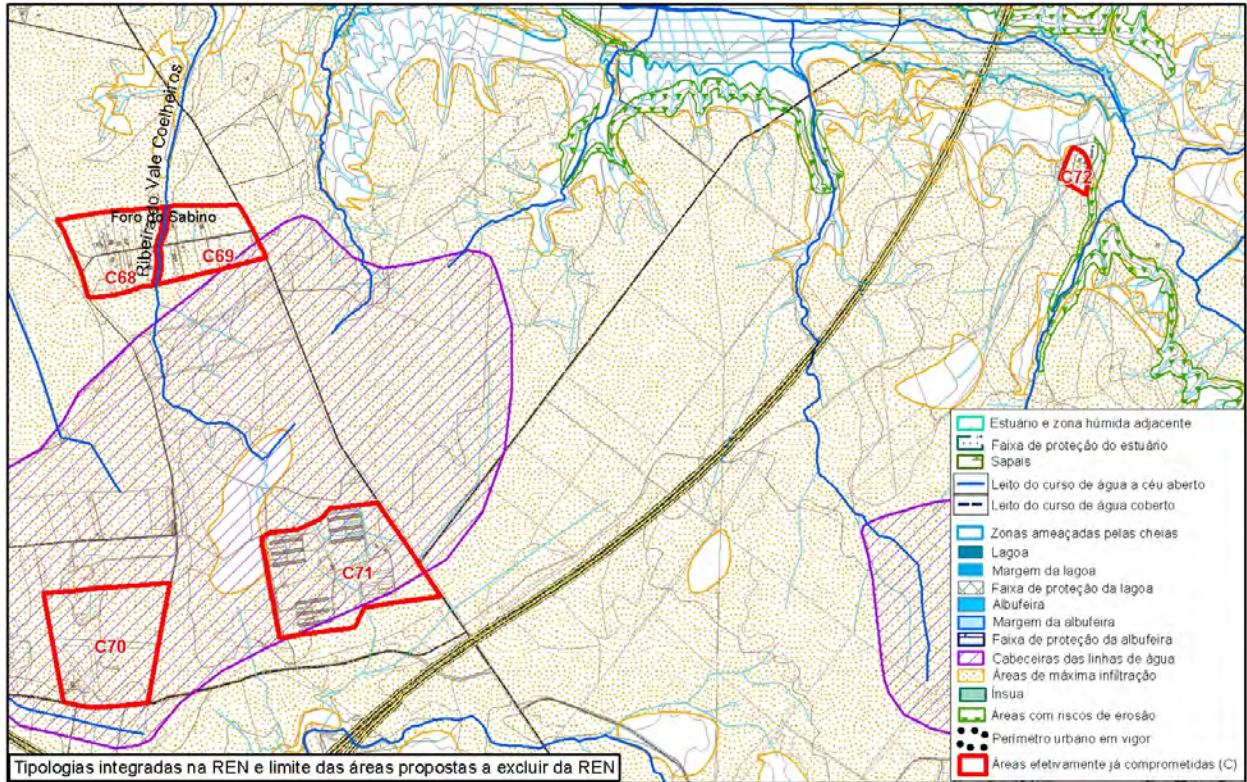 Ribeira do Vale Coelheiros
Foro do Sabino
C68
C69
C72
C71
C70
Estuário e zona húmida adjacente
Faixa de proteção do estuário
Sapais
Leito do curso de água a céu aberto
Leito do curso de água coberto
Zonas ameaçadas pelas cheias
Lagoa
Margem da lagoa
Faixa de proteção da lagoa
Albufeira
Margem da albufeira
Faixa de proteção da albufeira
Cabeceiras das linhas de água
Áreas de máxima infiltração
Ínsua
Áreas com riscos de erosão
Perímetro urbano em vigor
Áreas efetivamente já comprometidas (C)
Tipologias integradas na REN e limite das áreas propostas a excluir da REN